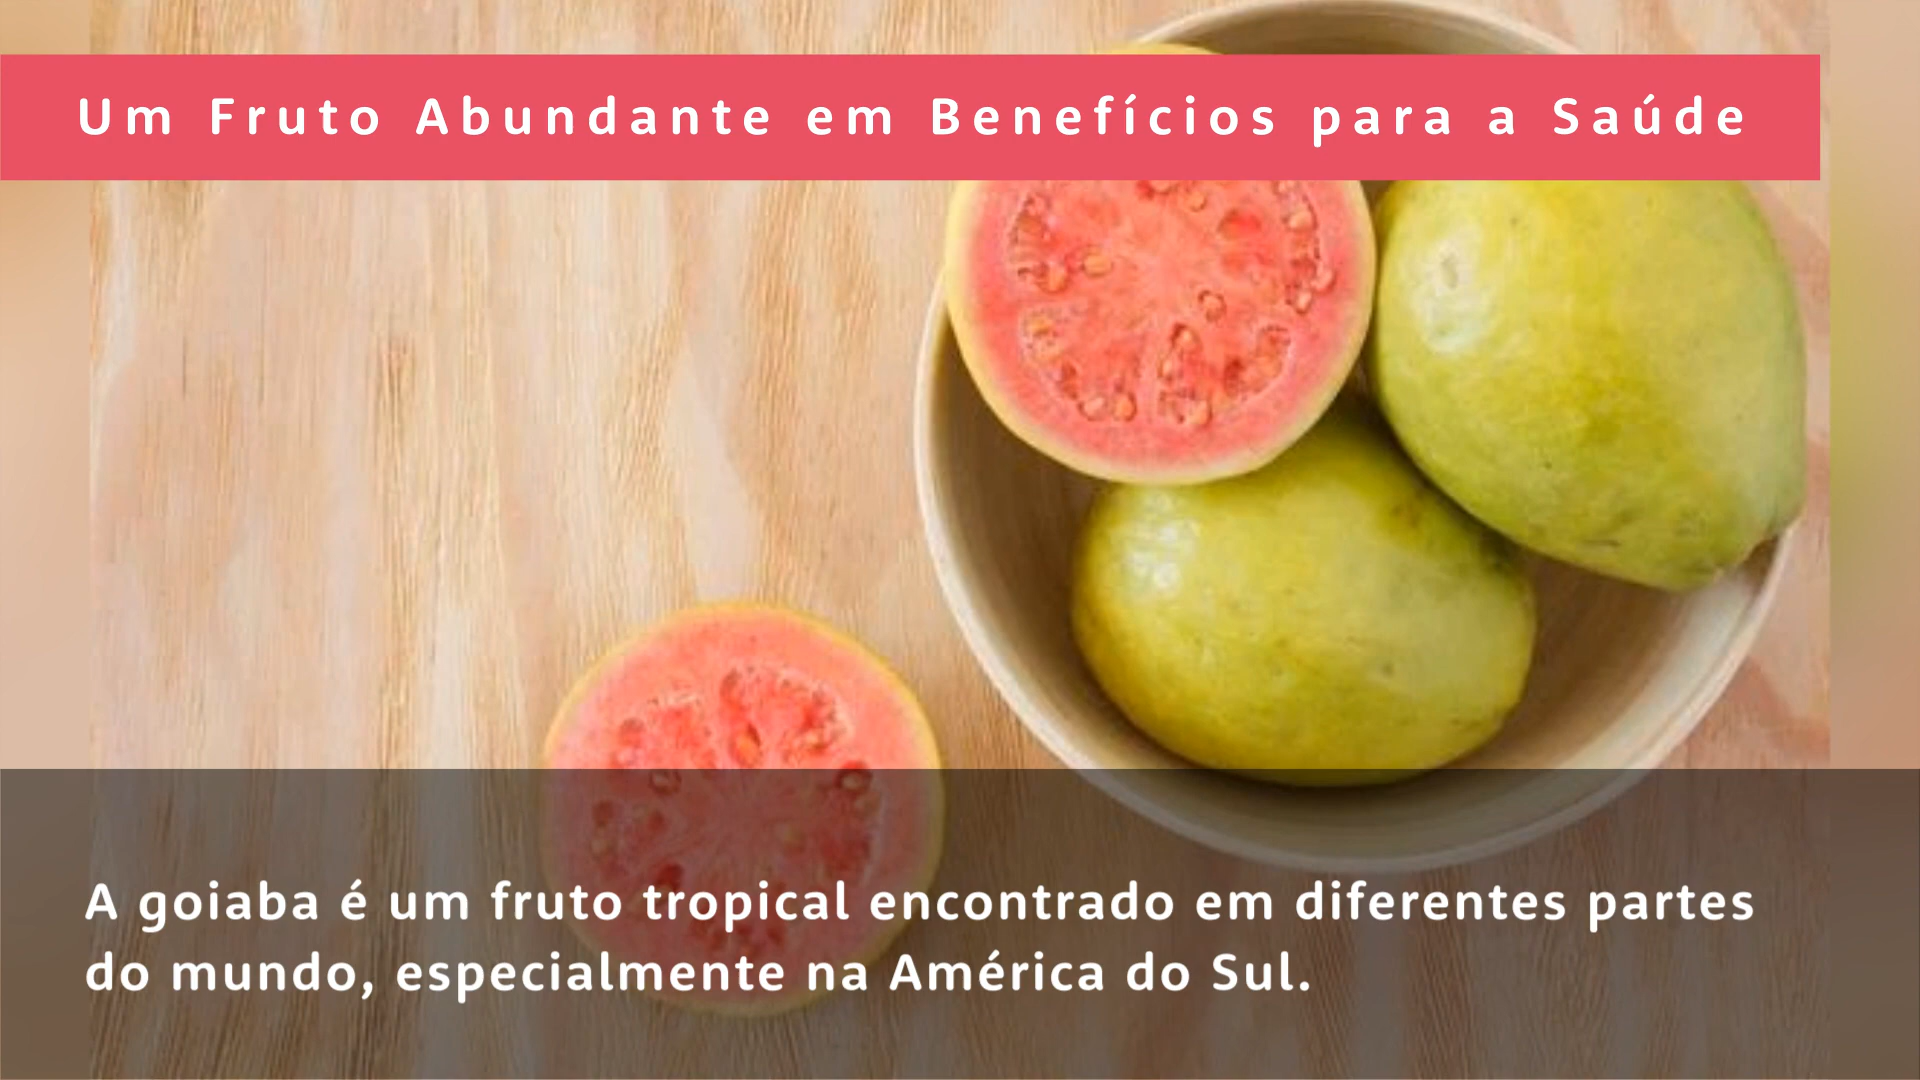 Um Fruto Abundante em Benefícios para a Saúde
A goiaba é um fruto tropical encontrado em diferentes partes
do mundo, especialmente na América do Sul.